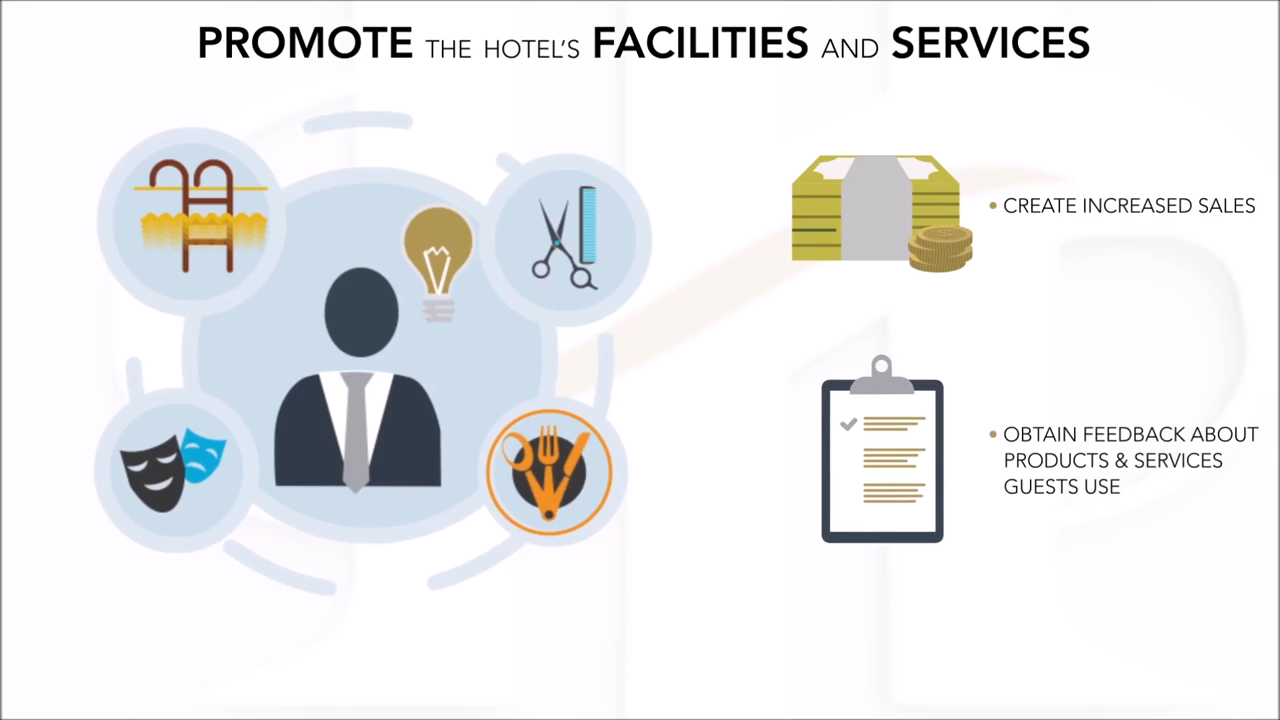 PROMOTE THE HOTEL'S FACILITIES AND SERVICES
• CREATE INCREASED SALES
• OBTAIN FEEDBACK ABOUT
PRODUCTS & SERVICES
GUESTS USE